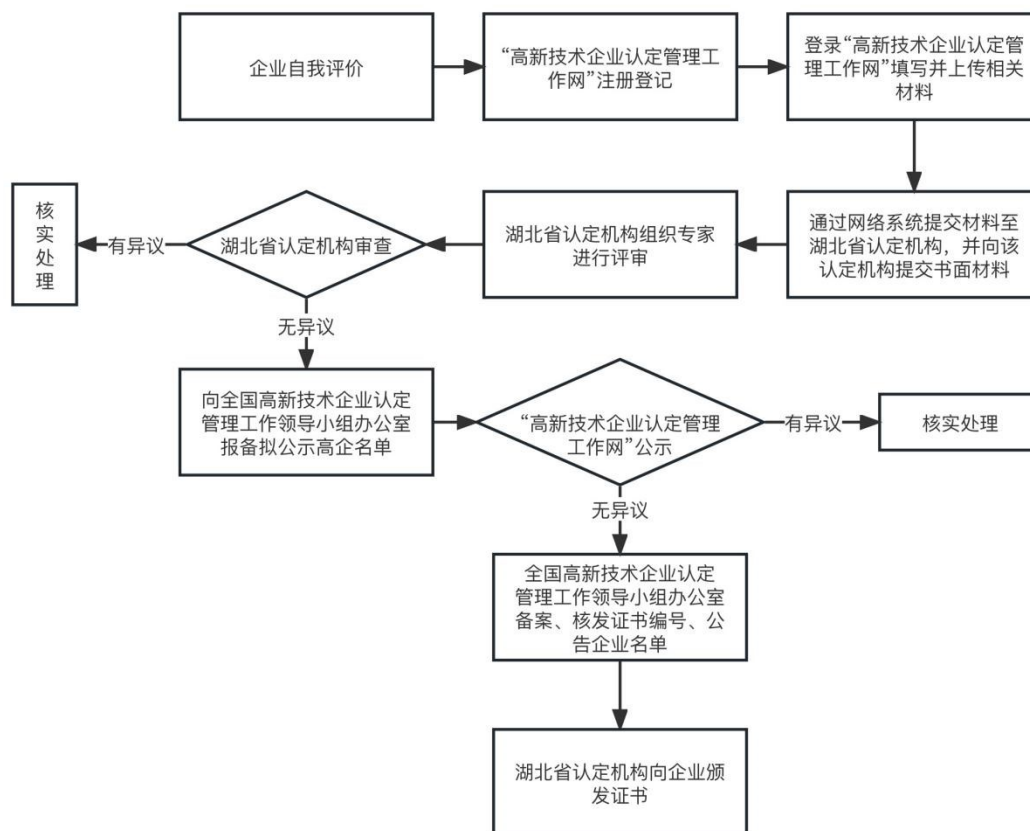 企业自我评价
“高新技术企业认定管理工
作网”注册登记
登录“高新技术企业认定管
理工作网”填写并上传相关
材料
通过网络系统提交材料至
湖北省认定机构，并向该
认定机构提交书面材料
湖北省认定机构组织专家
进行评审
湖北省认定机构审查
有异议
核
实
处
理
无异议
向全国高新技术企业认定
管理工作领导小组办公室
报备拟公示高企名单
“高新技术企业认定管理
工作网”公示
有异议
核实处理
无异议
全国高新技术企业认定
管理工作领导小组办公室
备案、核发证书编号、公
告企业名单
湖北省认定机构向企业颁
发证书